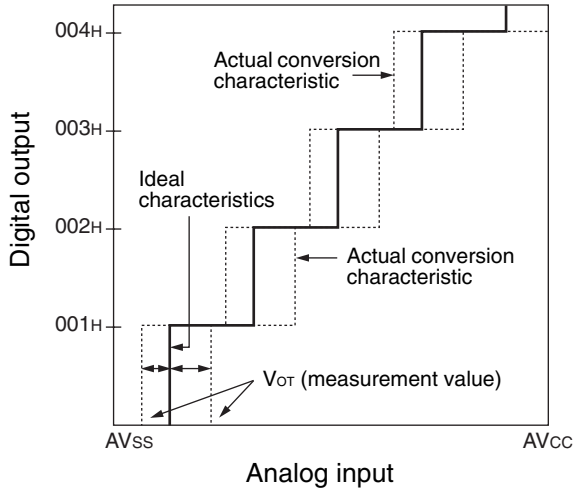 004H
Actual conversion
characteristic
003H
Ideal
characteristics
002H
Actual conversion
characteristic
001H
VOT (measurement value)
AVSS
AVCC
Analog input
Digital output